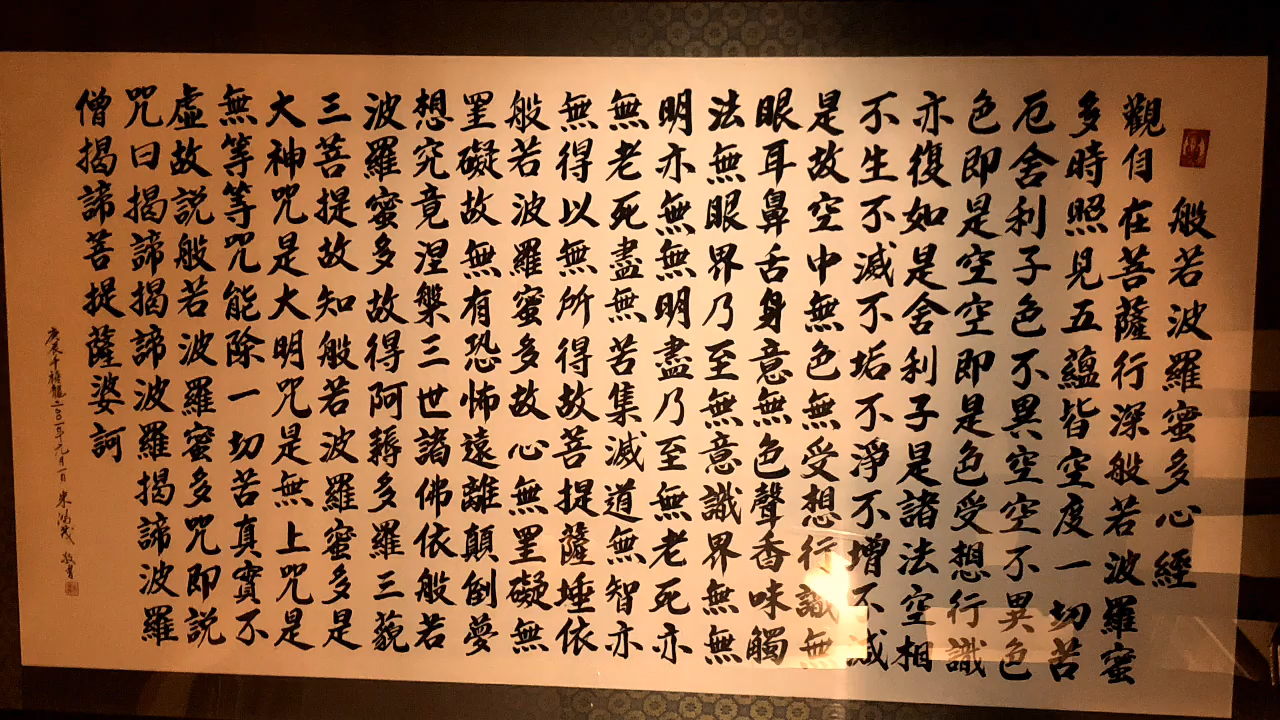 般若波羅蜜多心經
觀自在菩薩行深般若波羅蜜
多時照見五蘊皆空度一切苦
厄舍利子色不異空空不異色
色即是空空即是色受想行識
亦復如是舍利子是諸法空相
不生不滅不垢不淨不增不減
是故空中無色無受想行識無
眼耳鼻舌身意無色聲香味觸
法無眼界乃至無意識界無無
明亦無無明盡乃至無老死亦
無老死盡無苦集滅道無智亦
無得以無所得故菩提薩埵依
般若波羅蜜多故心無罣礙無
罣礙故無有恐怖遠離顛倒夢
想究竟涅槃三世諸佛依般若
波羅蜜多故得阿耨多羅三藐
三菩提故知般若波羅蜜多是
大神咒是大明咒是無上咒是
無等等咒能除一切苦真實不
虛故説般若波羅蜜多咒即説
咒曰揭諦揭諦波羅揭諦波羅
僧揭諦菩提薩婆訶
年九月一日 敬書